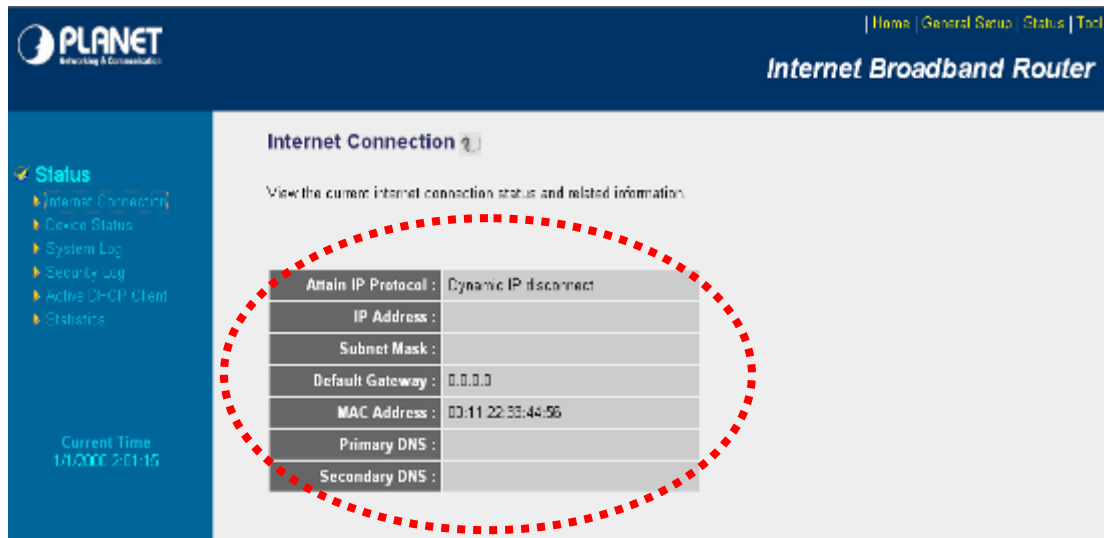 PLANET
Networking & Communication
| Home | General Setup | Status | Tool
Internet Broadband Router
Status
Internet Connection
Device Status
System Log
Security Log
Active DHCP Client
Statistics
Current Time
1/1/2000 2:01:15
Internet Connection
View the current internet connection status and related information.
Attain IP Protocol : Dynamic IP disconnect
IP Address :
Subnet Mask :
Default Gateway : 0.0.0.0
MAC Address : 00:11:22:33:44:56
Primary DNS :
Secondary DNS :